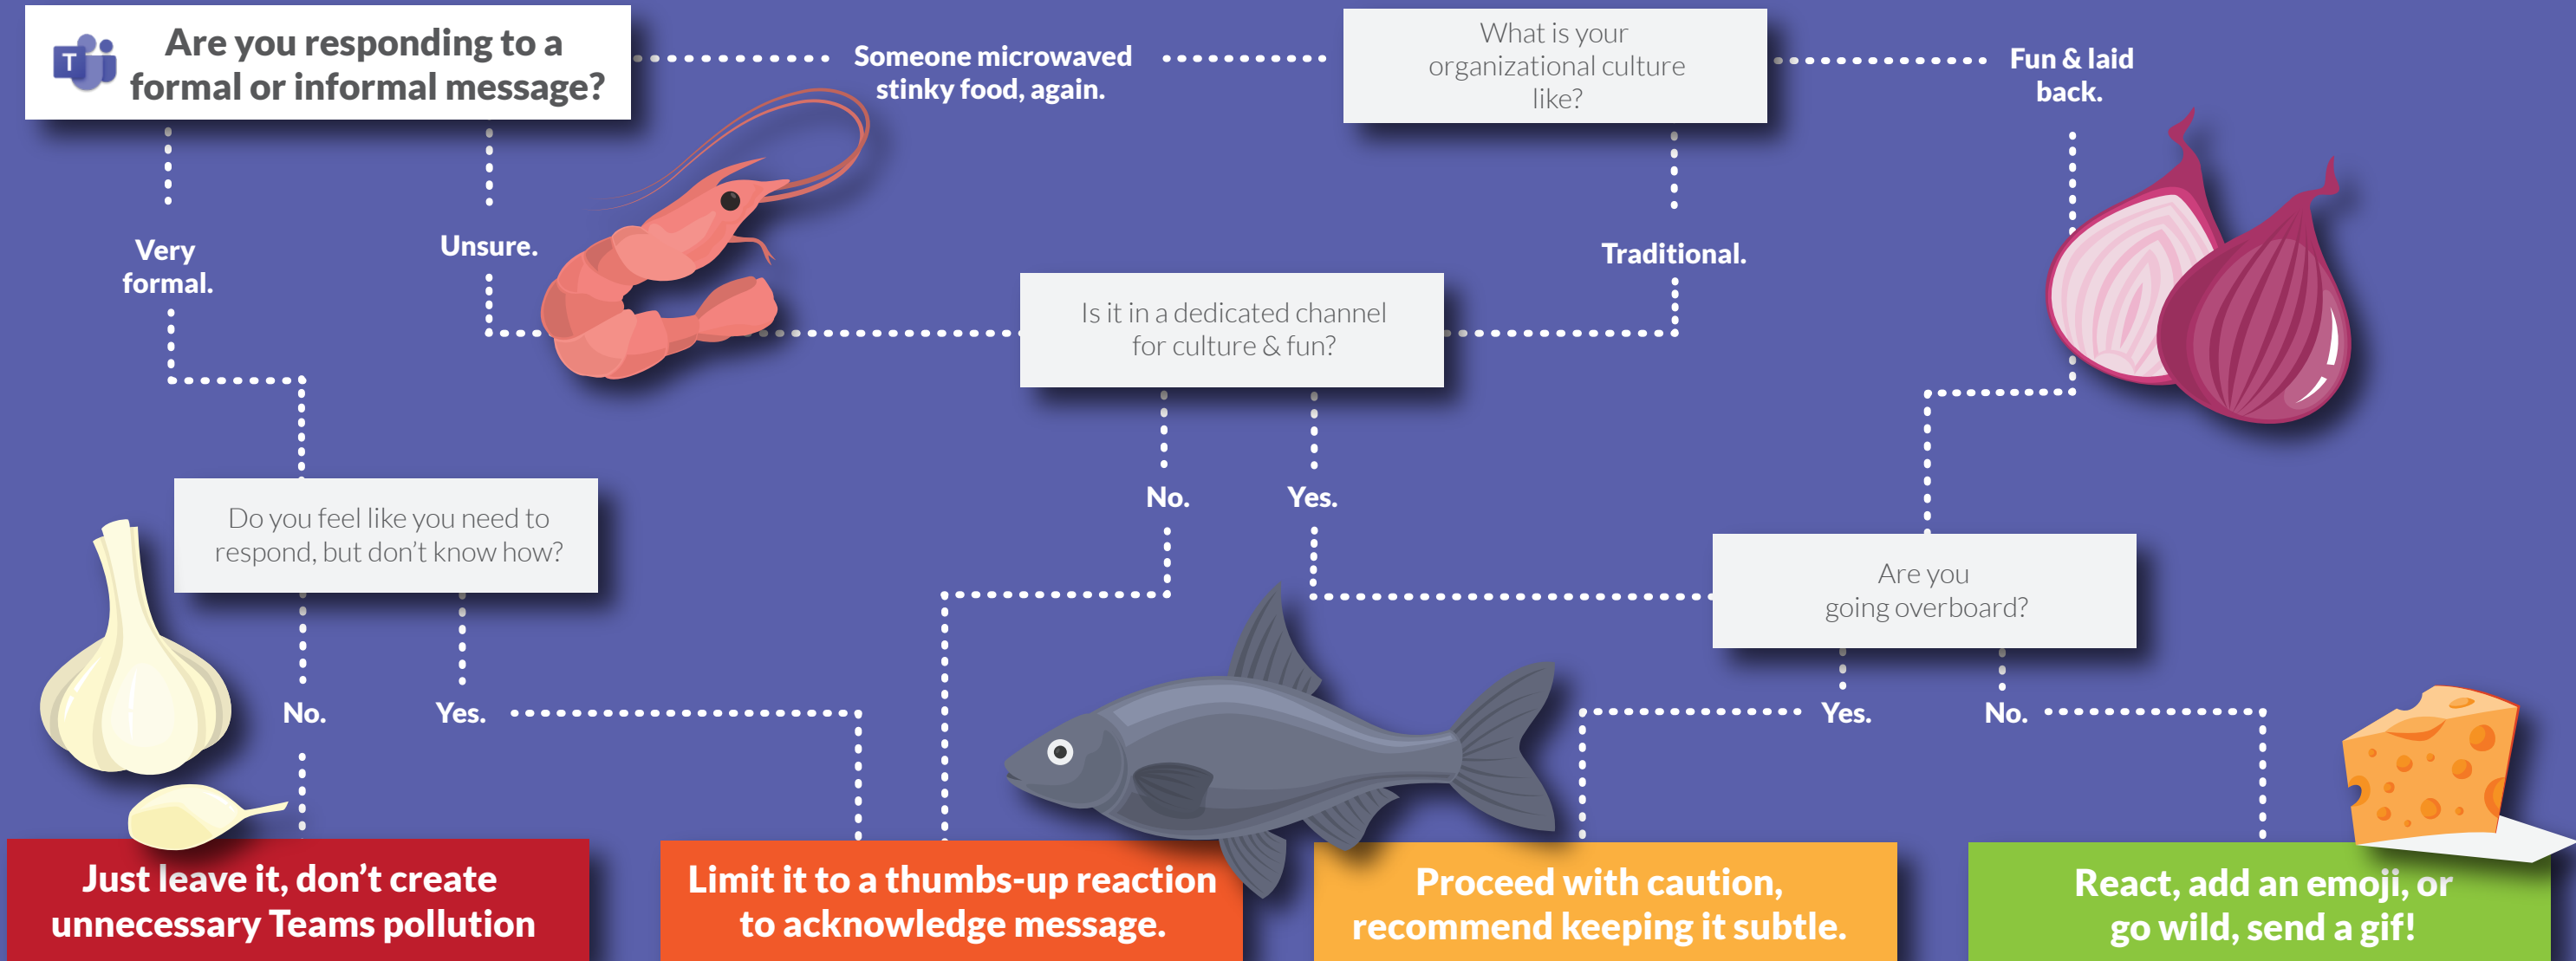 T
Are you responding to a
formal or informal message?
Someone microwaved
stinky food, again.
What is your
organizational culture
like?
Fun & laid
back.
Very
formal.
Unsure.
Traditional.
Is it in a dedicated channel
for culture & fun?
Do you feel like you need to
respond, but don't know how?
No.
Yes.
Are you
going overboard?
No.
Yes.
Yes.
No.
Just leave it, don't create
unnecessary Teams pollution
Limit it to a thumbs-up reaction
to acknowledge message.
Proceed with caution,
recommend keeping it subtle.
React, add an emoji, or
go wild, send a gif!